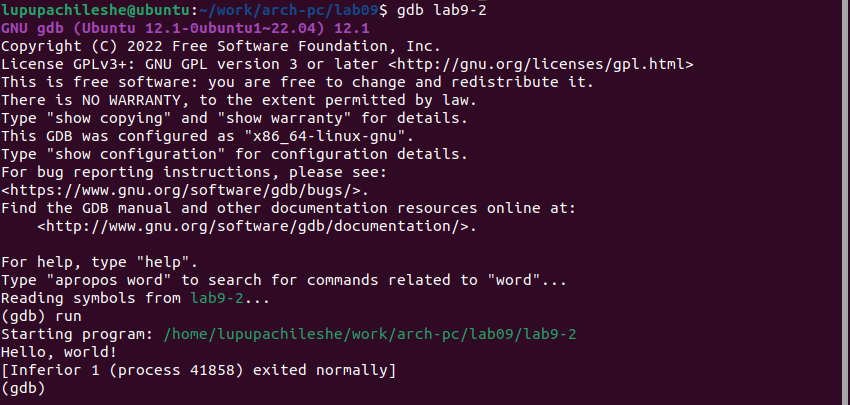 lupupachileshe@ubuntu:~/work/arch-pc/lab09$ gdb lab9-2
GNU gdb (Ubuntu 12.1-0ubuntu1~22.04) 12.1
Copyright (C) 2022 Free Software Foundation, Inc.
License GPLv3+: GNU GPL version 3 or later <http://gnu.org/licenses/gpl.html>
This is free software: you are free to change and redistribute it.
There is NO WARRANTY, to the extent permitted by law.
Type "show copying" and "show warranty" for details.
This GDB was configured as "x86_64-linux-gnu".
Type "show configuration" for configuration details.
For bug reporting instructions, please see:
<https://www.gnu.org/software/gdb/bugs/>.
Find the GDB manual and other documentation resources online at:
    <http://www.gnu.org/software/gdb/documentation/>.

For help, type "help".
Type "apropos word" to search for commands related to "word"...
Reading symbols from lab9-2...
(gdb) run
Starting program: /home/lupupachileshe/work/arch-pc/lab09/lab9-2
Hello, world!
[Inferior 1 (process 41858) exited normally]
(gdb)